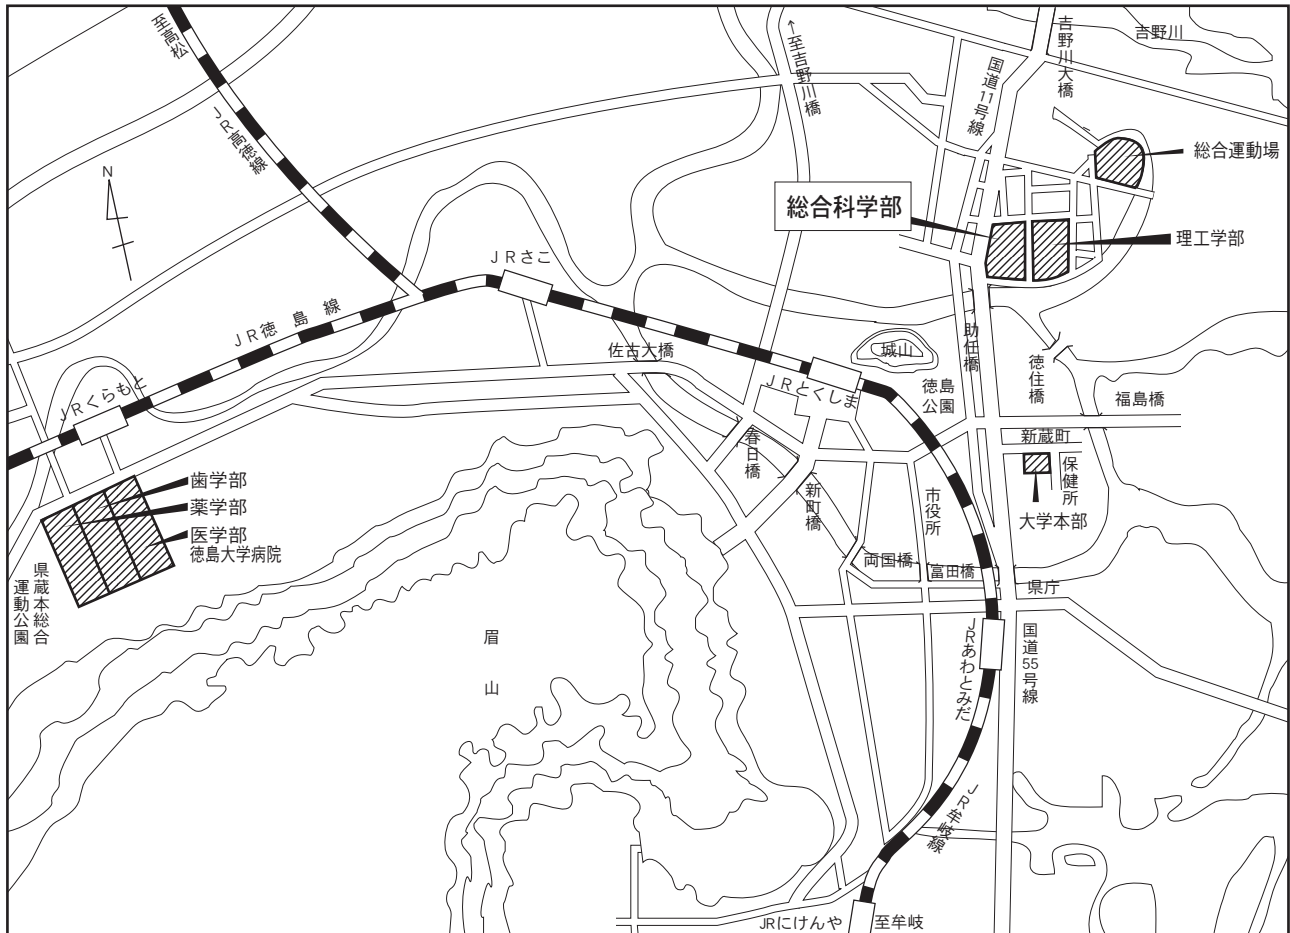 至高松
JR高徳線
N
↑至吉野川橋
国道11号線
吉野川大橋
吉野川
総合運動場
総合科学部
理工学部
JRさこ
JR徳島線
佐古大橋
城山
助任橋
徳住橋
徳島
公園
福島橋
JRくらもと
JRとくしま
新蔵町
保健所
大学本部
春日橋
新町橋
市役所
歯学部
薬学部
医学部
徳島大学病院
両国橋
富田橋
県庁
県蔵本総合
運動公園
眉山
JRあわとみだ
国道55号線
JR牟岐線
JRにけんや
至牟岐